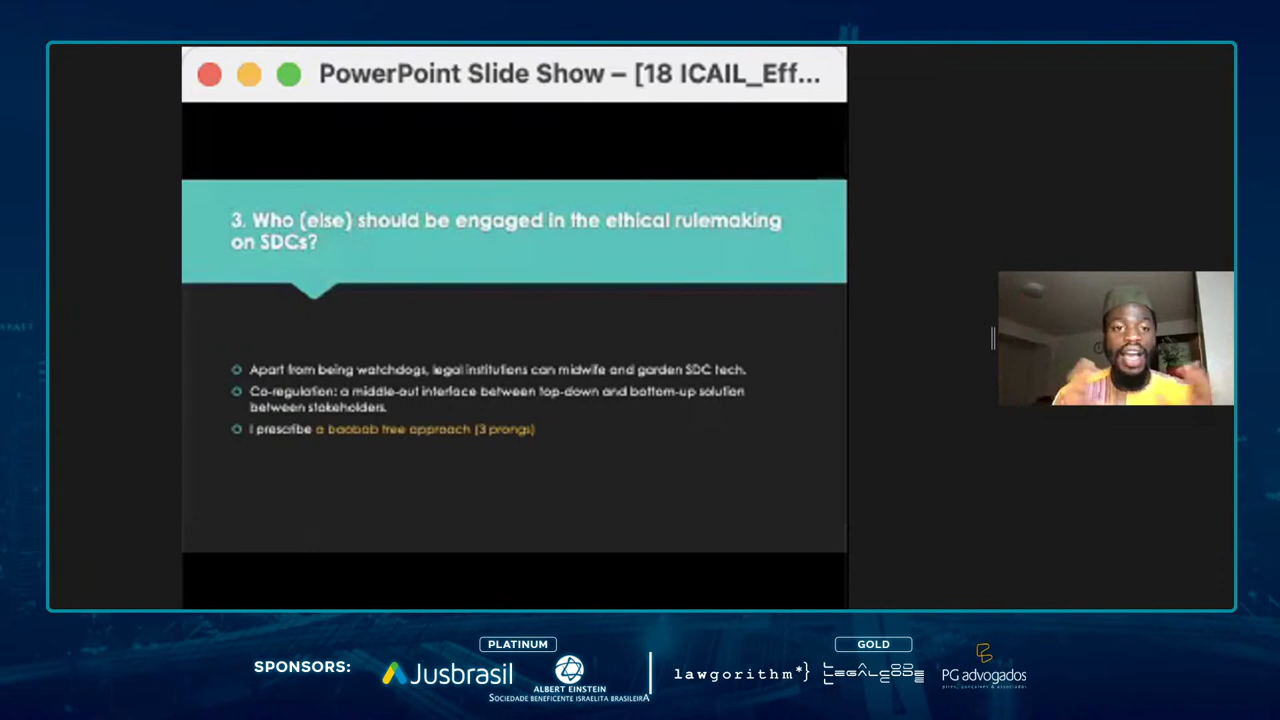 PowerPoint Slide Show – [18 ICAIL_Eff...
3. Who (else) should be engaged in the ethical rulemaking
on SDCs?
Apart from being watchdogs, legal institutions can midwife and garden SDC tech.
Co-regulation: a middle-out interface between top-down and bottom-up solution
between stakeholders.
I prescribe a baobab tree approach (3 prongs)
SPONSORS:
PLATINUM
Jusbrasil
ALBERT EINSTEIN
SOCIEDADE BENEFICENTE ISRAELITA BRASILEIRA
lawgorithm*}
GOLD
LEGALCODE
PG advogados